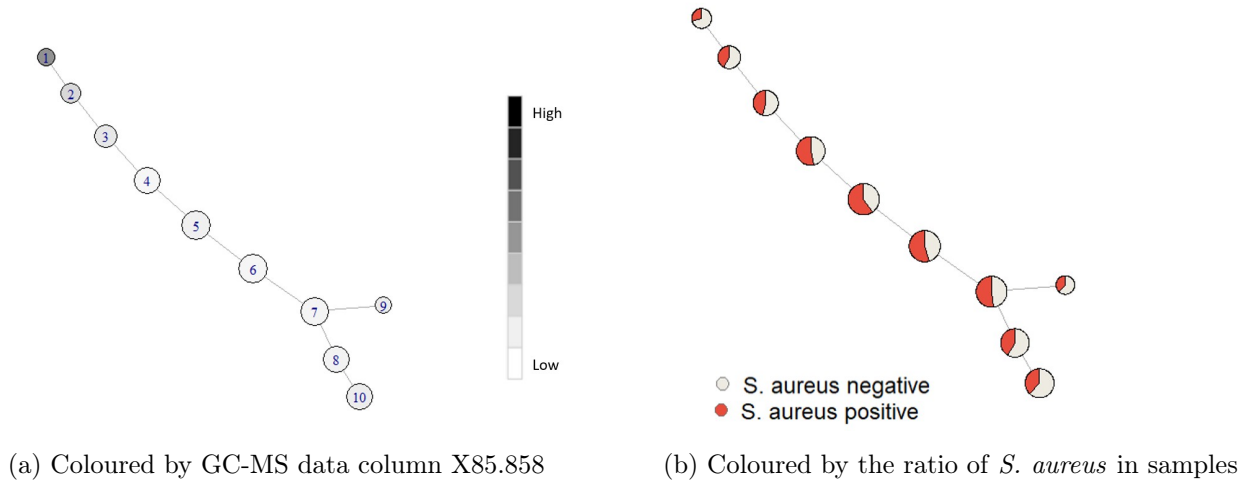 1
2
3
4
5
6
7
9
8
10
High
Low
S. aureus negative
S. aureus positive
(a) Coloured by GC-MS data column X85.858
(b) Coloured by the ratio of S. aureus in samples